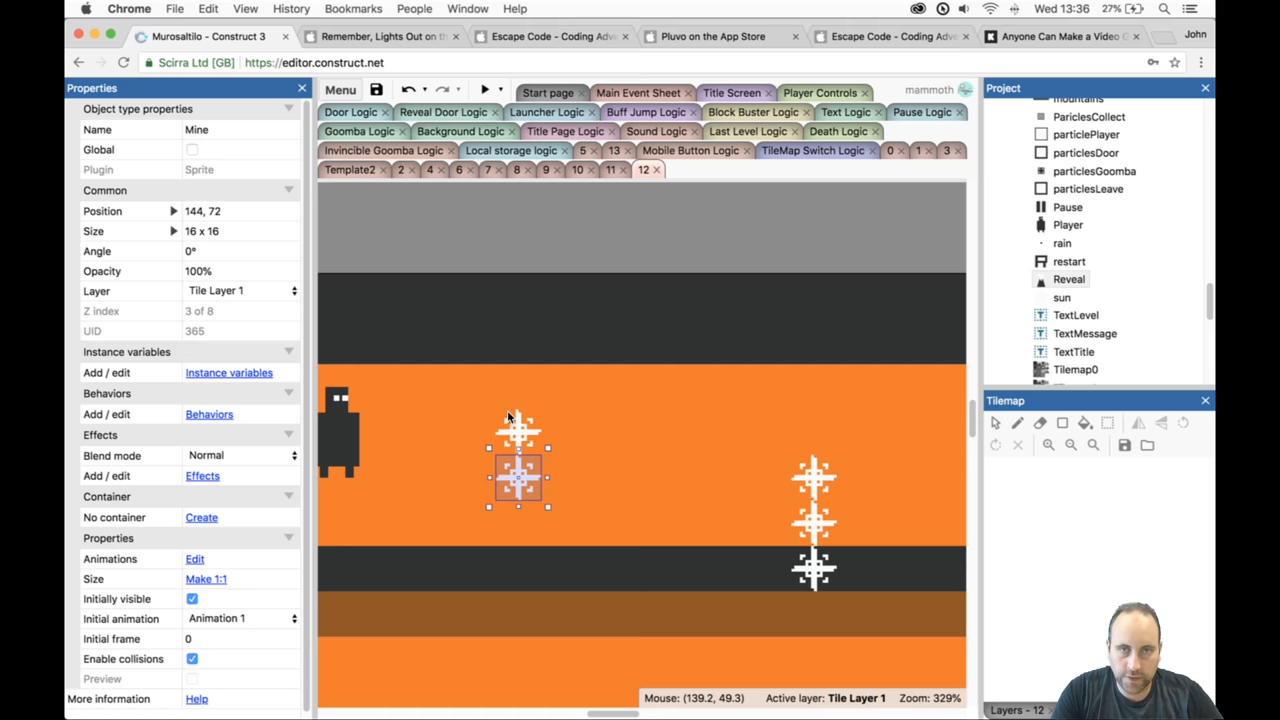 Chrome File Edit View History Bookmarks People Window Help
Wed 13:36 27%
Murosaltilo - Construct 3
Remember, Lights Out on th
Escape Code - Coding Adve
Pluvo on the App Store
Escape Code - Coding Adve
Anyone Can Make a Video G
John
Scirra Ltd [GB] https://editor.construct.net
Properties
Object type properties
Name Mine
Global
Plugin Sprite
Common
Position 144, 72
Size 16 x 16
Angle 0°
Opacity 100%
Layer Tile Layer 1
Z index 3 of 8
UID 365
Instance variables
Add / edit Instance variables
Behaviors
Add / edit Behaviors
Effects
Blend mode Normal
Add / edit Effects
Container
No container Create
Properties
Animations Edit
Size Make 1:1
Initially visible
Initial animation Animation 1
Initial frame 0
Enable collisions
Preview
More information Help
Menu
Start page Main Event Sheet Title Screen Player Controls
mammoth
Door Logic Reveal Door Logic Launcher Logic Buff Jump Logic Block Buster Logic Text Logic Pause Logic
Goomba Logic Background Logic Title Page Logic Sound Logic Last Level Logic Death Logic
Invincible Goomba Logic Local storage logic 5 13 Mobile Button Logic TileMap Switch Logic 0 1 3
Template2 2 4 6 7 8 9 10 11 12
Mouse: (139.2, 49.3) Active layer: Tile Layer 1 Zoom: 329%
Project
mountains
PariclesCollect
particlePlayer
particlesDoor
particlesGoomba
particlesLeave
Pause
Player
rain
restart
Reveal
sun
TextLevel
TextMessage
TextTitle
Tilemap0
Tilemap
Layers - 12